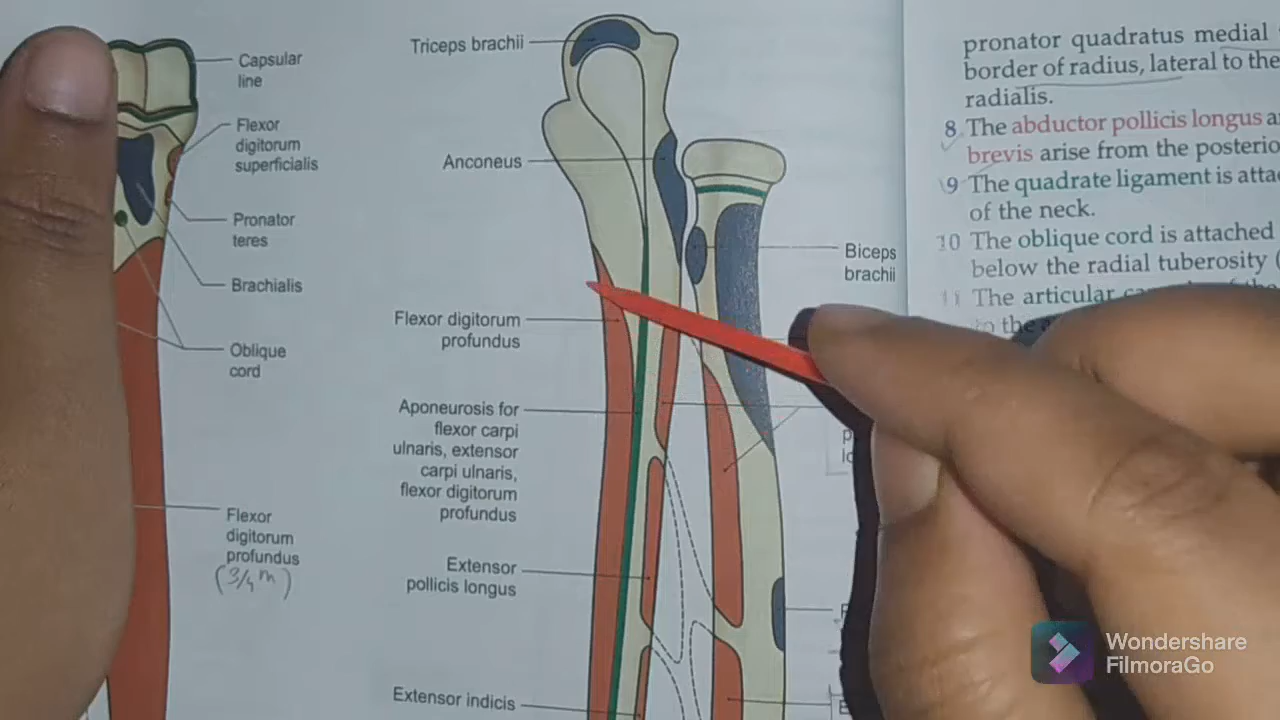 Capsular
line
Flexor
digitorum
superficialis
Pronator
teres
Brachialis
Oblique
cord
Flexor
digitorum
profundus
(3/4 m)
Triceps brachii
Anconeus
Flexor digitorum
profundus
Aponeurosis for
flexor carpi
ulnaris, extensor
carpi ulnaris,
flexor digitorum
profundus
Extensor
pollicis longus
Extensor indicis
Biceps
brachii
pronator quadratus medial
border of radius, lateral to the
radialis.
8 The abductor pollicis longus
brevis arise from the posterio
9 The quadrate ligament is atta
of the neck.
10 The oblique cord is attached
below the radial tuberosity (
11 The articular
to the
Wondershare
FilmoraGo